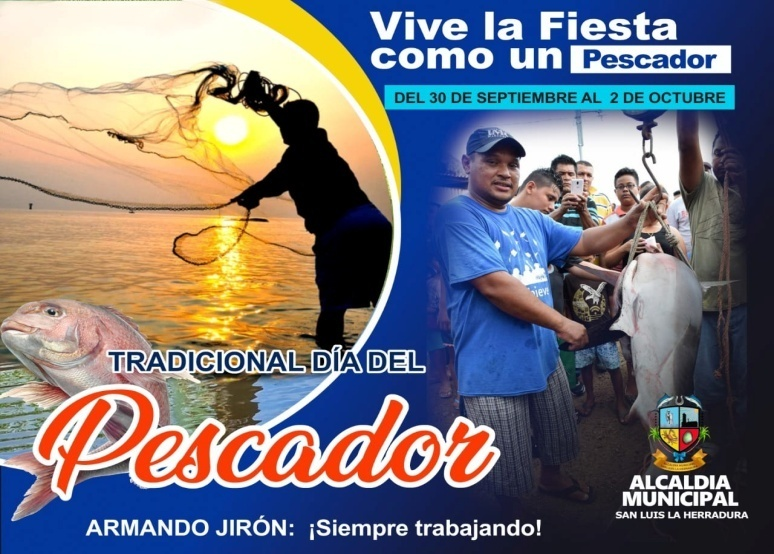 Vive la Fiesta
como un Pescador
DEL 30 DE SEPTIEMBRE AL 2 DE OCTUBRE
TRADICIONAL DÍA DEL
Pescador
ARMANDO JIRÓN: ¡Siempre trabajando!
ALCALDIA
MUNICIPAL
SAN LUIS LA HERRADURA